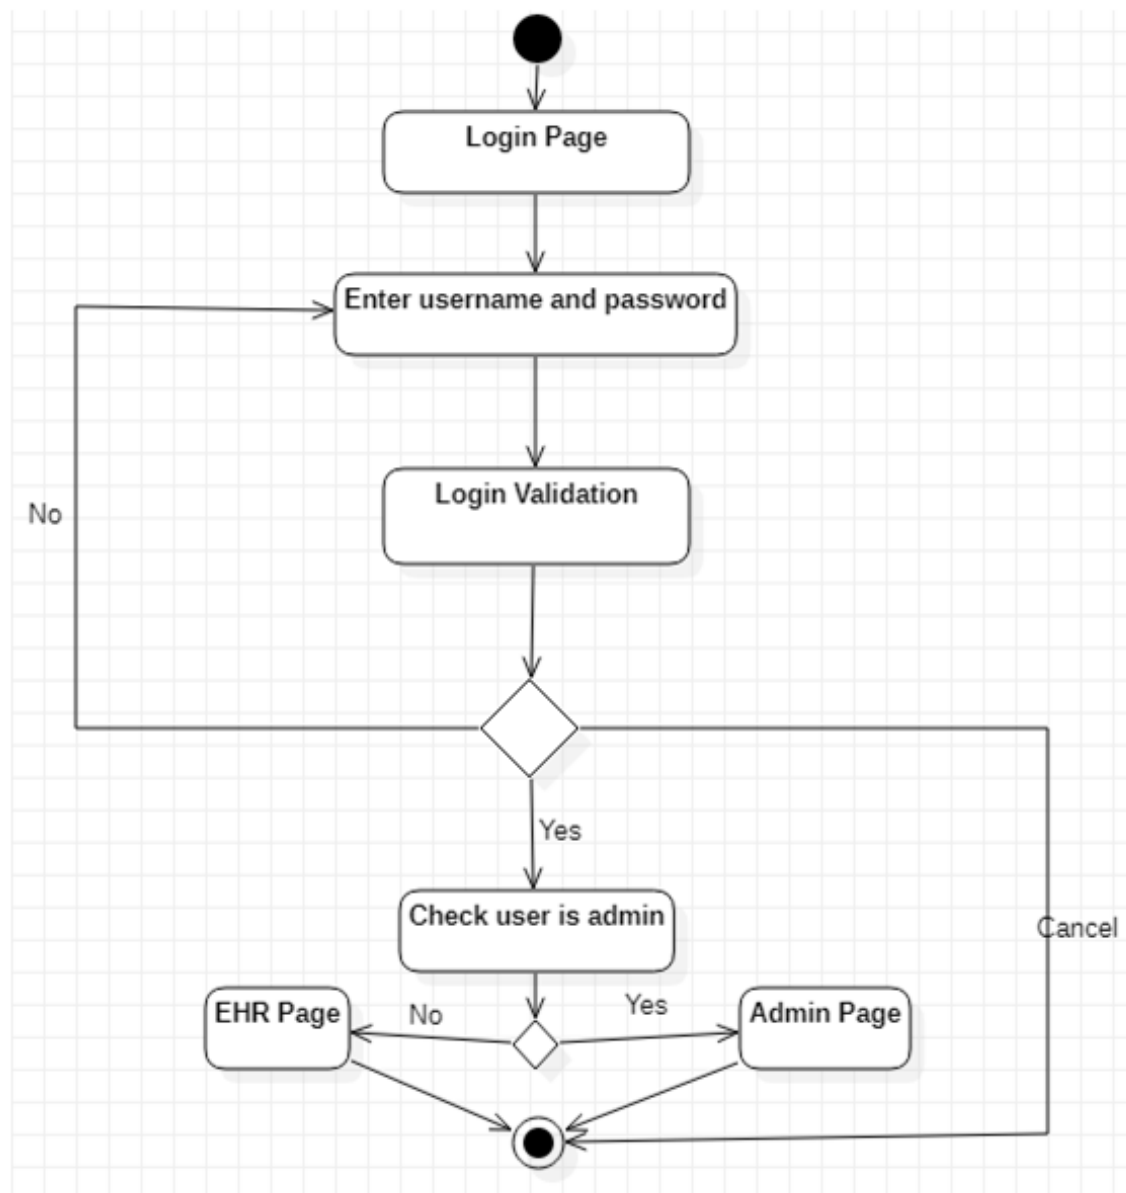 Login Page
Enter username and password
Login Validation
No
Yes
Check user is admin
Cancel
EHR Page
No
Yes
Admin Page